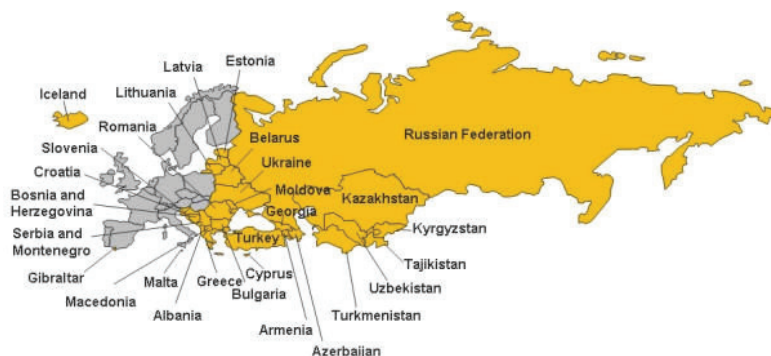 Latvia
Estonia
Lithuania
Iceland
Romania
Russian Federation
Slovenia
Belarus
Croatia
Ukraine
Bosnia and
Herzegovina
Moldova
Kazakhstan
Georgia
Serbia and
Montenegro
Turkey
Kyrgyzstan
Tajikistan
Gibraltar
Malta
Greece
Cyprus
Uzbekistan
Macedonia
Bulgaria
Albania
Turkmenistan
Armenia
Azerbaijan